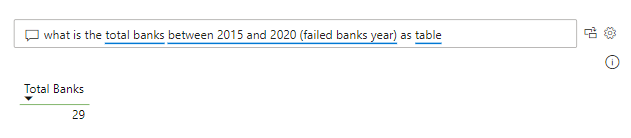 what is the total banks between 2015 and 2020 (failed banks year) as table
Total Banks
29